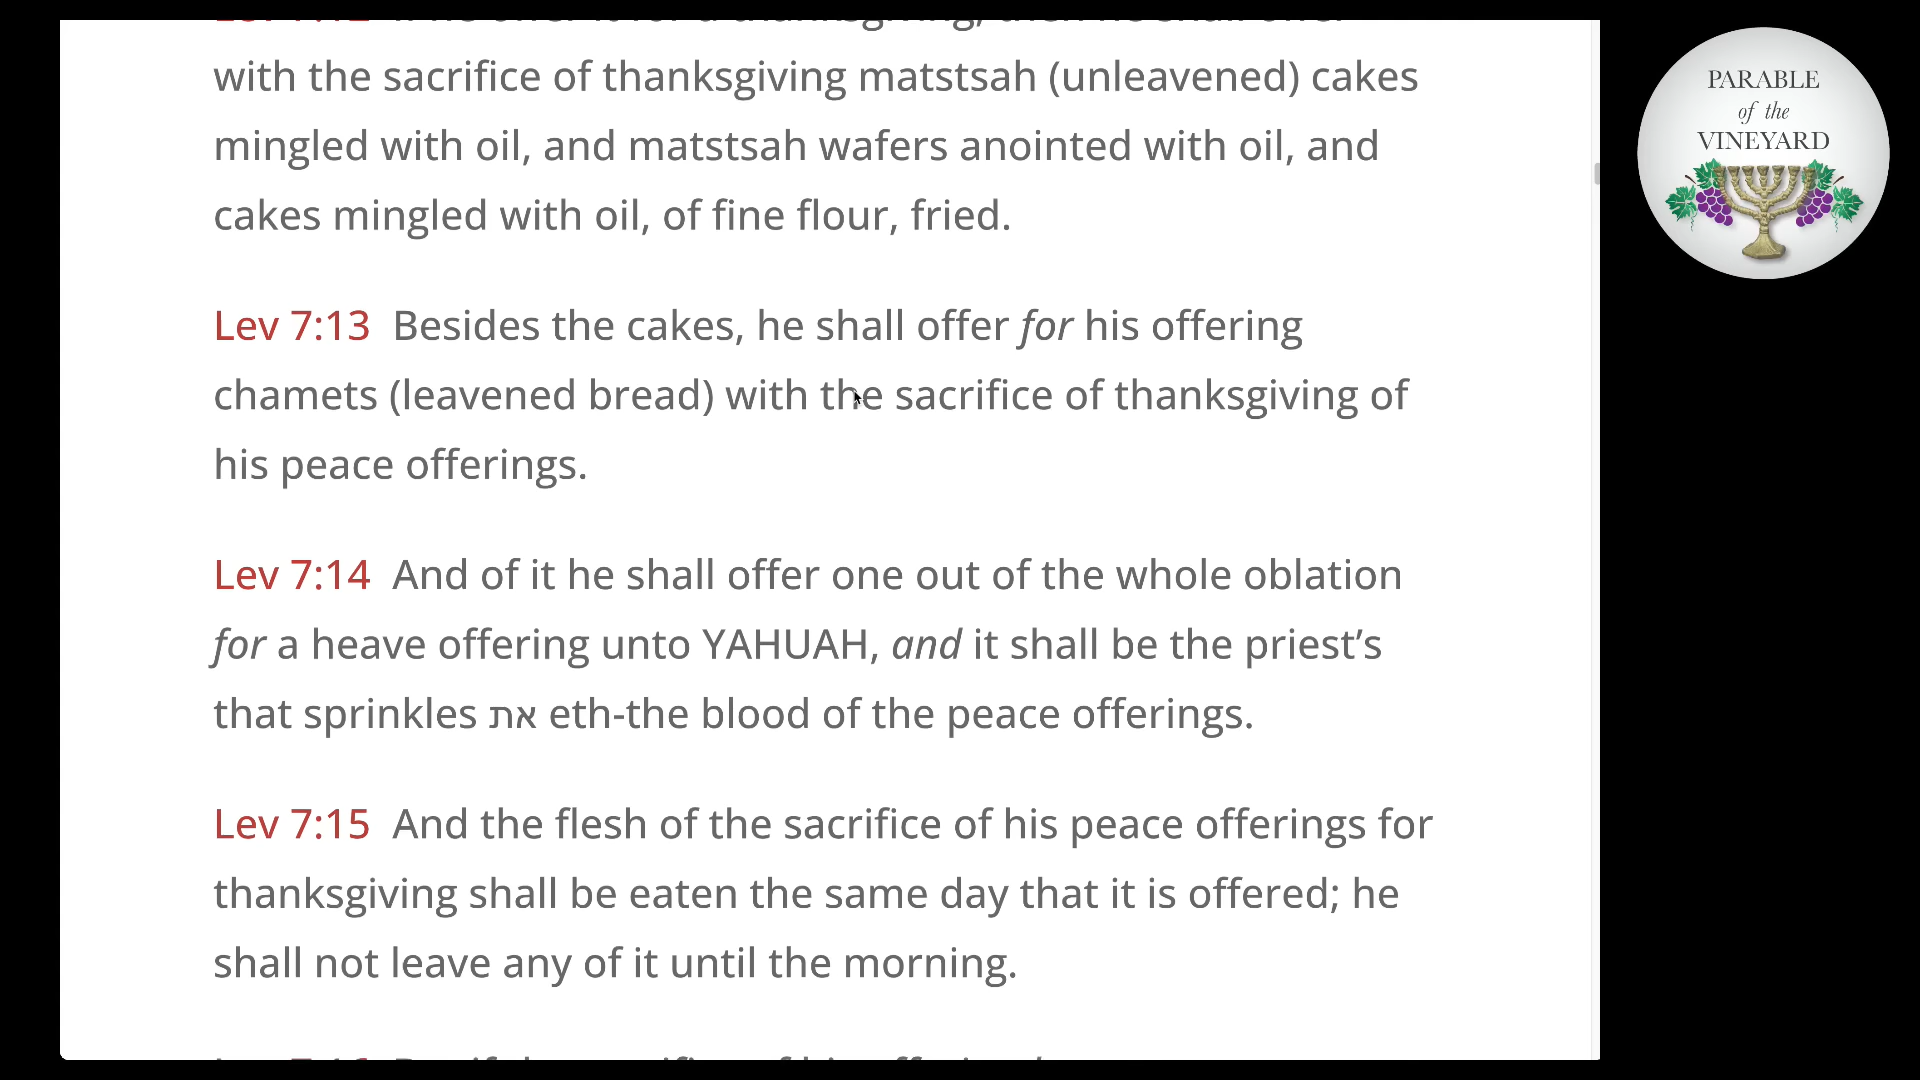 with the sacrifice of thanksgiving matstsah (unleavened) cakes
mingled with oil, and matstsah wafers anointed with oil, and
cakes mingled with oil, of fine flour, fried.
Lev 7:13 Besides the cakes, he shall offer for his offering
chamets (leavened bread) with the sacrifice of thanksgiving of
his peace offerings.
Lev 7:14 And of it he shall offer one out of the whole oblation
for a heave offering unto YAHUAH, and it shall be the priest’s
that sprinkles את eth-the blood of the peace offerings.
Lev 7:15 And the flesh of the sacrifice of his peace offerings for
thanksgiving shall be eaten the same day that it is offered; he
shall not leave any of it until the morning.
PARABLE
of the
VINEYARD